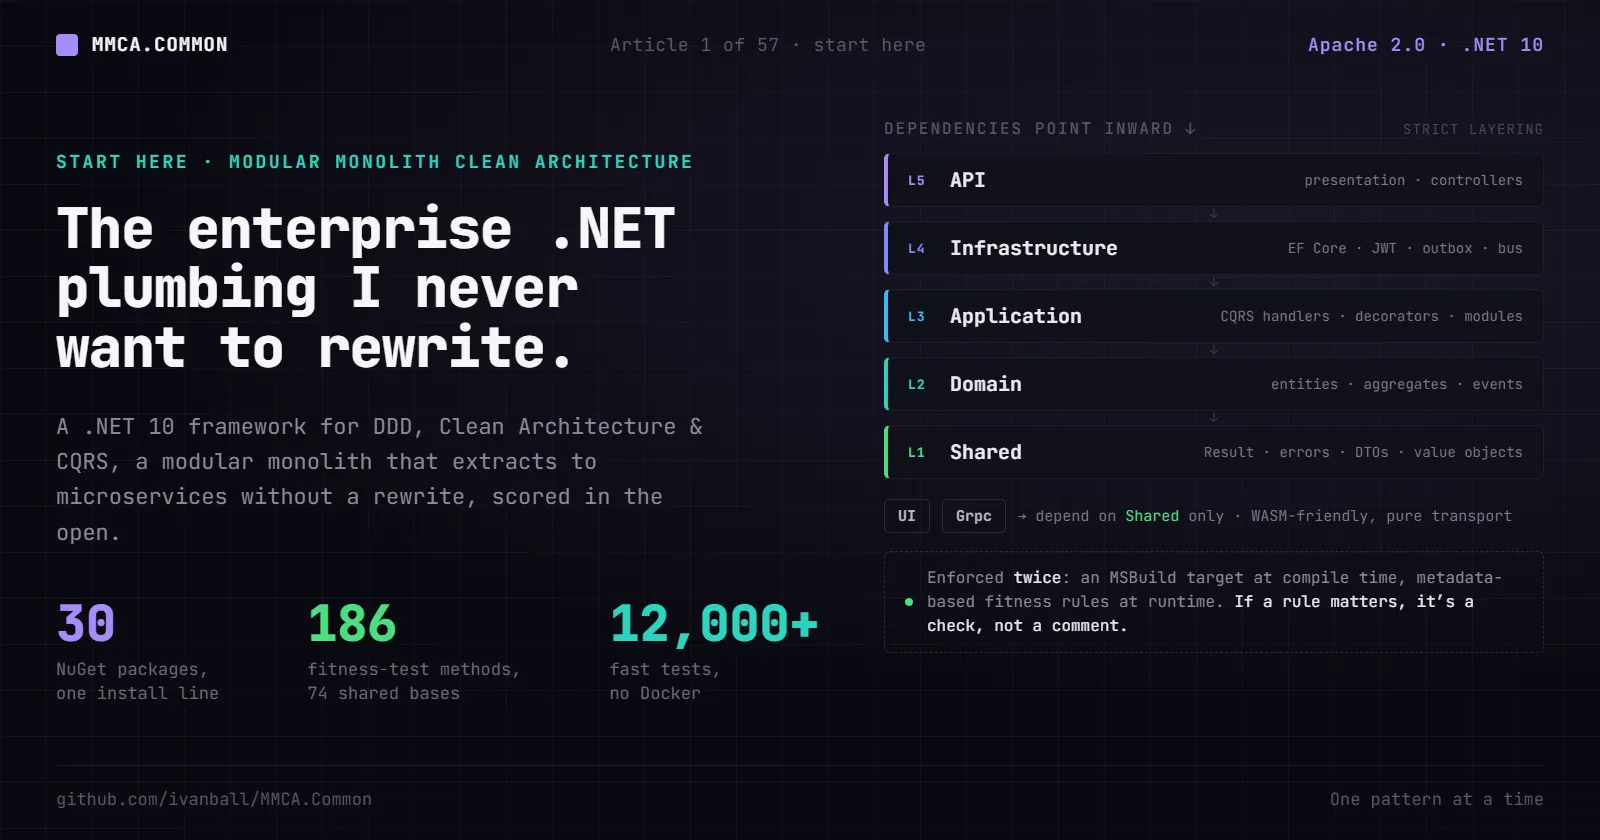 MMCA.COMMON
Article 1 of 57 · start here
Apache 2.0 · .NET 10
START HERE · MODULAR MONOLITH CLEAN ARCHITECTURE
The enterprise .NET
plumbing I never
want to rewrite.
A .NET 10 framework for DDD, Clean Architecture &
CQRS, a modular monolith that extracts to
microservices without a rewrite, scored in the
open.
30
NuGet packages,
one install line
186
fitness-test methods,
74 shared bases
12,000+
fast tests,
no Docker
DEPENDENCIES POINT INWARD ↓
STRICT LAYERING
L5 API presentation · controllers
↓
L4 Infrastructure EF Core · JWT · outbox · bus
↓
L3 Application CQRS handlers · decorators · modules
↓
L2 Domain entities · aggregates · events
↓
L1 Shared Result · errors · DTOs · value objects
UI Grpc → depend on Shared only · WASM-friendly, pure transport
Enforced twice: an MSBuild target at compile time, metadata-
based fitness rules at runtime. If a rule matters, it’s a
check, not a comment.
github.com/ivanball/MMCA.Common
One pattern at a time